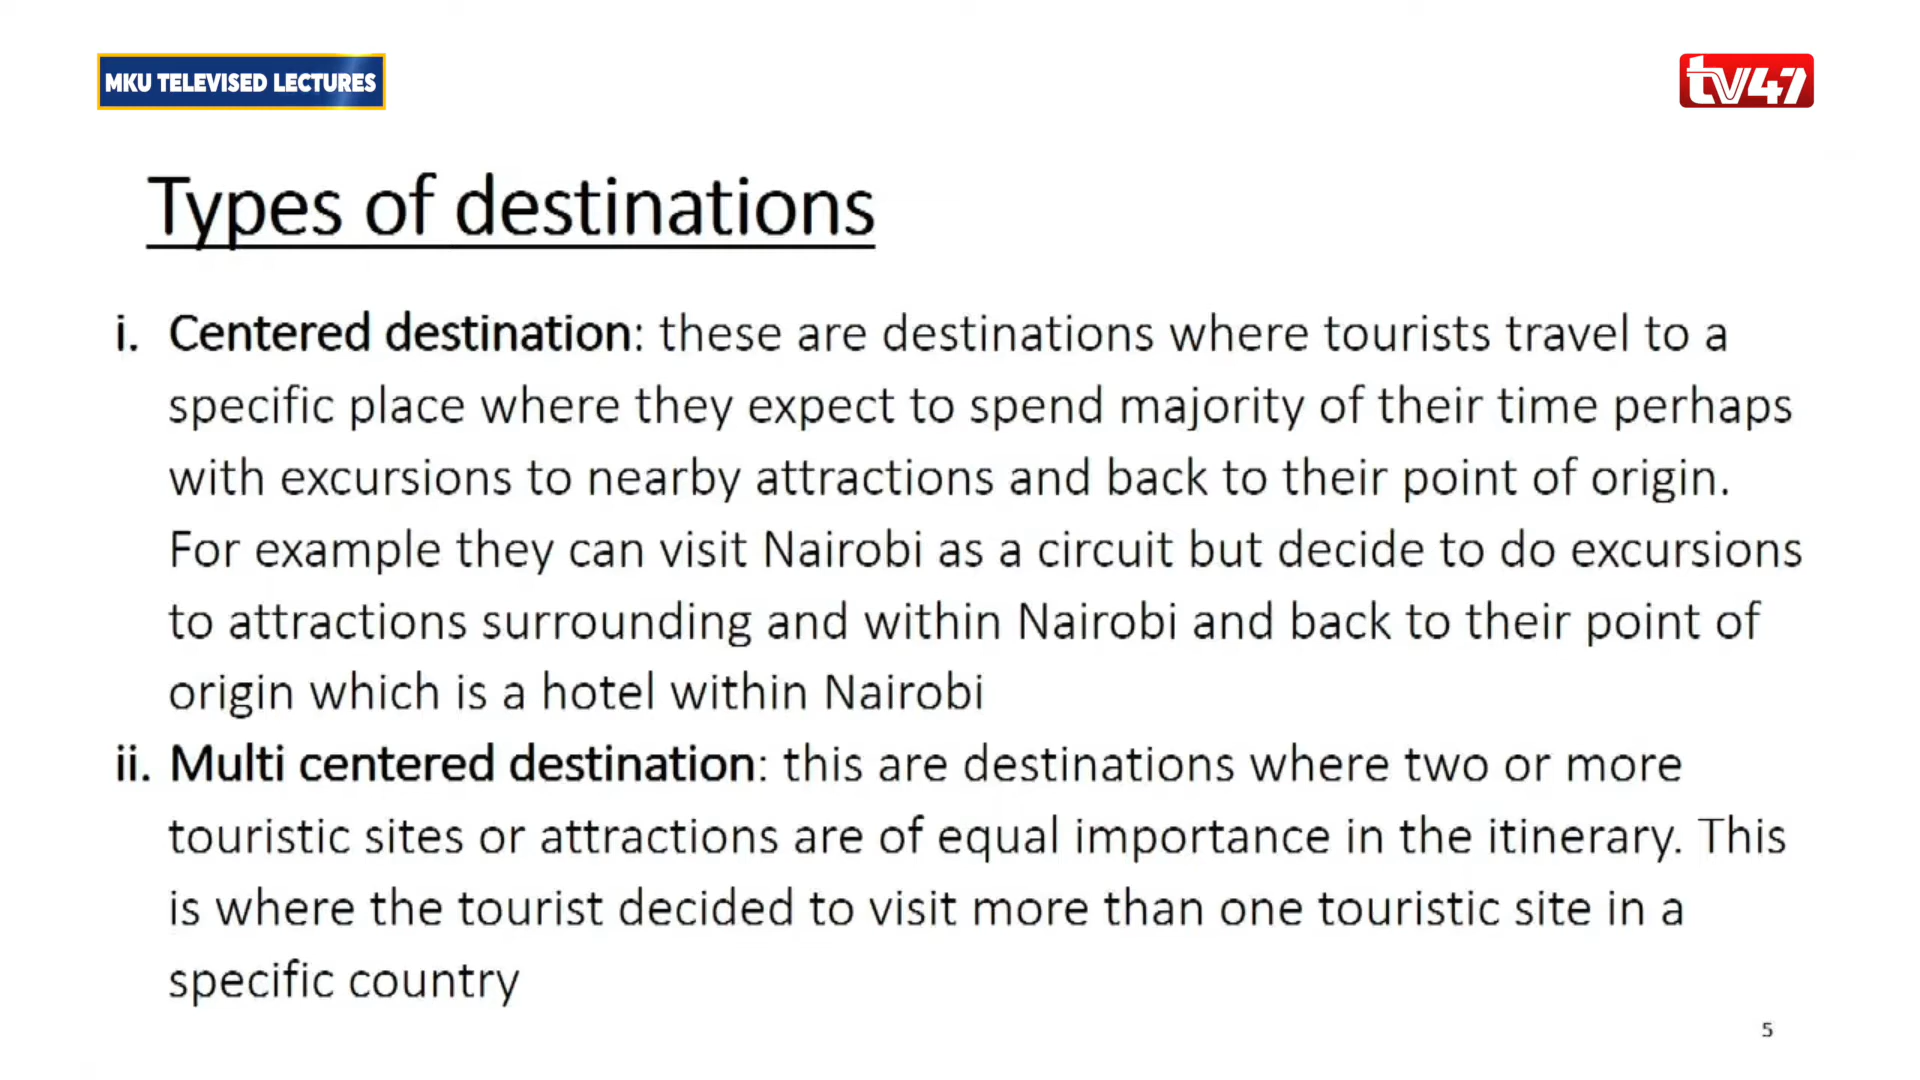 MKU TELEVISED LECTURES
tv47
Types of destinations
i. Centered destination: these are destinations where tourists travel to a
specific place where they expect to spend majority of their time perhaps
with excursions to nearby attractions and back to their point of origin.
For example they can visit Nairobi as a circuit but decide to do excursions
to attractions surrounding and within Nairobi and back to their point of
origin which is a hotel within Nairobi
ii. Multi centered destination: this are destinations where two or more
touristic sites or attractions are of equal importance in the itinerary. This
is where the tourist decided to visit more than one touristic site in a
specific country
5